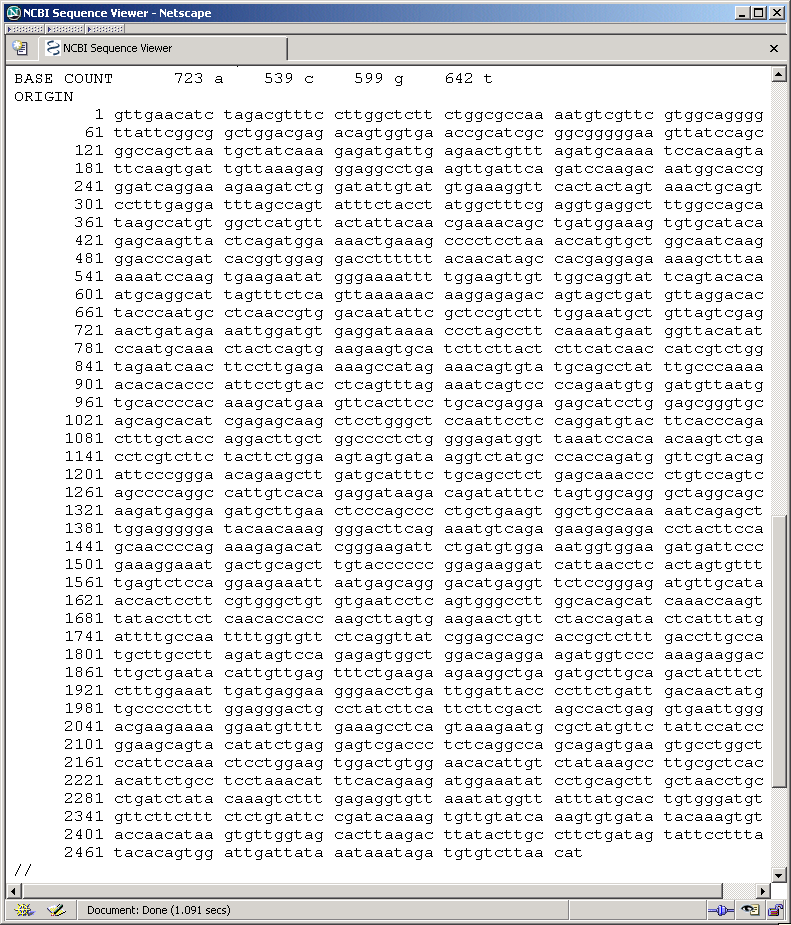 NCBI Sequence Viewer - Netscape
NCBI Sequence Viewer
BASE COUNT 723 a 539 c 599 g 642 t
ORIGIN
1 gttgaacatc tagacgtttc cttggctctt ctggcgccaa aatgtcgttc gtggcagggg
61 ttattcggcg gctggacgag acagtggtga accgcatcgc ggcgggggaa gttatccagc
121 ggccagctaa tgctatcaaa gagatgattg agaactgttt agatgcaaaa tccacaagta
181 ttcaagtgat tgttaaagag ggaggcctga agttgattca gatccaagac aatggcaccg
241 ggatcaggaa agaagatctg gatattgtat gtgaaaggtt cactactagt aaactgcagt
301 cctttgagga tttagccagt atttctacct atggctttcg aggtgaggct ttggccagca
361 taagccatgt ggctcatgtt actattacaa cgaaaacagc tgatggaaag tgtgcataca
421 gagcaagtta ctcagatgga aaactgaaag cccctcctaa accatgtgct ggcaatcaag
481 ggacccagat cacggtggag gacctttttt acaacatagc cacgaggaga aaagctttaa
541 aaaatccaag tgaagaatat gggaaaattt tggaagttgt tggcaggtat tcagtacaca
601 atgcaggcat tagtttctca gttaaaaaac aaggagagac agtagctgat gttaggacac
661 tacccaatgc ctcaaccgtg gacaatattc gctccgtctt tggaaatgct gttagtcgag
721 aactgataga aattggatgt gaggataaaa ccctagcctt caaaatgaat ggttacatat
781 ccaatgcaaa ctactcagtg aagaagtgca tcttcttact cttcatcaac catcgtctgg
841 tagaatcaac ttccttgaga aaagccatag aaacagtgta tgcagcctat ttgcccaaaa
901 acacacaccc attcctgtac ctcagtttag aaatcagtcc ccagaatgtg gatgttaatg
961 tgcaccccac aaagcatgaa gttcacttcc tgcacgagga gagcatcctg gagcgggtgc
1021 agcagcacat cgagagcaag ctcctgggct ccaattcctc caggatgtac ttcacccaga
1081 ctttgctacc aggacttgct ggcccctctg gggagatggt taaatccaca acaagtctga
1141 cctcgtcttc tacttctgga agtagtgata aggtctatgc ccaccagatg gttcgtacag
1201 attcccggga acagaagctt gatgcatttc tgcagcctct gagcaaaccc ctgtccagtc
1261 agccccaggc cattgtcaca gaggataaga cagatatttc tagtggcagg gctaggcagc
1321 aagatgagga gatgcttgaa ctcccagccc ctgctgaagt ggctgccaaa aatcagagct
1381 tggaggggga tacaacaaag gggacttcag aaatgtcaga gaagagagga cctacttcca
1441 gcaaccccag aaagagacat cgggaagatt ctgatgtgga aatggtggaa gatgattccc
1501 gaaaggaaat gactgcagct tgtacccccc ggagaaggat cattaacctc actagtgttt
1561 tgagtctcca ggaagaaatt aatgagcagg gacatgaggt tctccgggag atgttgcata
1621 accactcctt cgtgggctgt gtgaatcctc agtgggcctt ggcacagcat caaaccaagt
1681 tataccttct caacaccacc aagcttagtg aagaactgtt ctaccagata ctcatttatg
1741 attttgccaa ttttggtgtt ctcaggttat cggagccagc accgctcttt gaccttgcca
1801 tgcttgcctt agatagtcca gagagtggct ggacagagga agatggtccc aaagaaggac
1861 ttgctgaata cattgttgag tttctgaaga agaaggctga gatgcttgca gactatttct
1921 ctttggaaat tgatgaggaa gggaacctga ttggattacc ccttctgatt gacaactatg
1981 tgcccccttt ggagggactg cctatcttca ttcttcgact agccactgag gtgaattggg
2041 acgaagaaaa ggaatgtttt gaaagcctca gtaaagaatg cgctatgttc tattccatcc
2101 ggaagcagta catatctgag gagtcgaccc tctcaggcca gcagagtgaa gtgcctggct
2161 ccattccaaa ctcctggaag tggactgtgg aacacattgt ctataaagcc ttgcgctcac
2221 acattctgcc tcctaaacat ttcacagaag atggaaatat cctgcagctt gctaacctgc
2281 ctgatctata caaagtcttt gagaggtgtt aaatatggtt atttatgcac tgtgggatgt
2341 gttcttcttt ctctgtattc cgatacaaag tgttgtatca aagtgtgata tacaaagtgt
2401 accaacataa gtgttggtag cacttaagac ttatacttgc cttctgatag tattccttta
2461 tacacagtgg attgattata aataaataga tgtgtcttaa cat
//
Document: Done (1.091 secs)